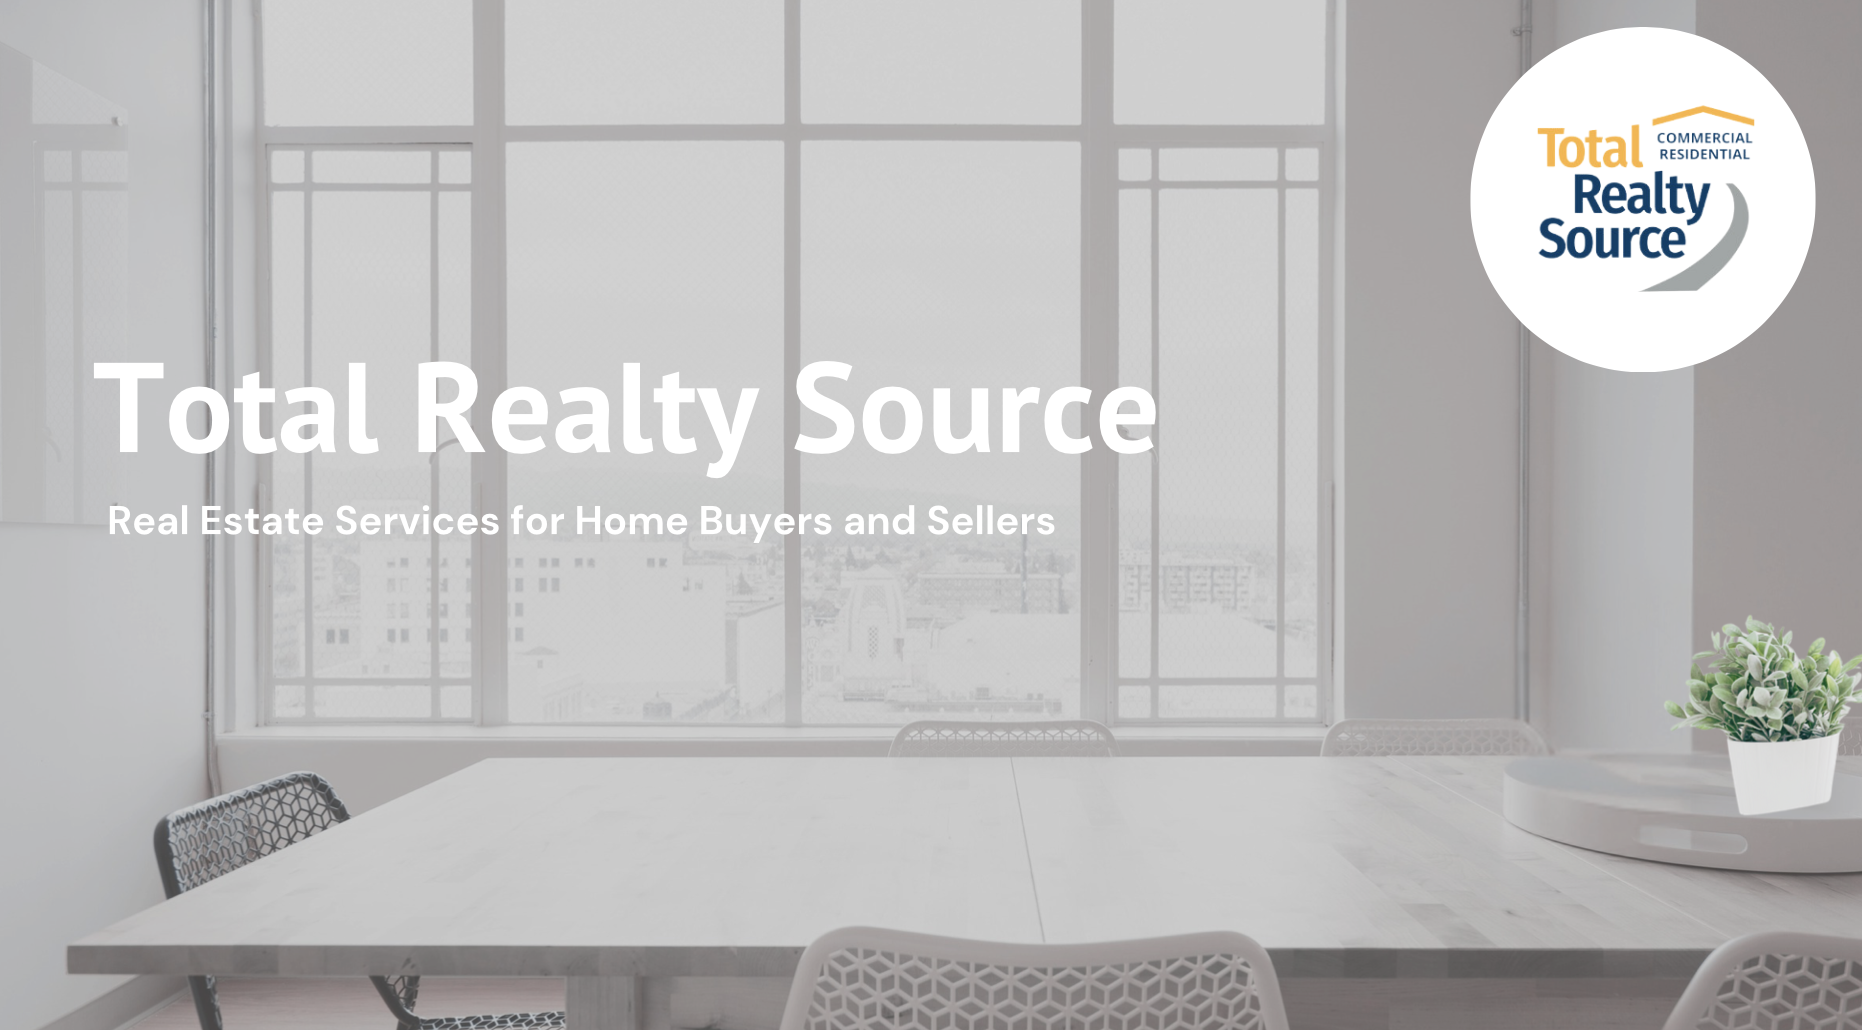 Total
COMMERCIAL
RESIDENTIAL
Realty
Source
Total Realty Source
Real Estate Services for Home Buyers and Sellers